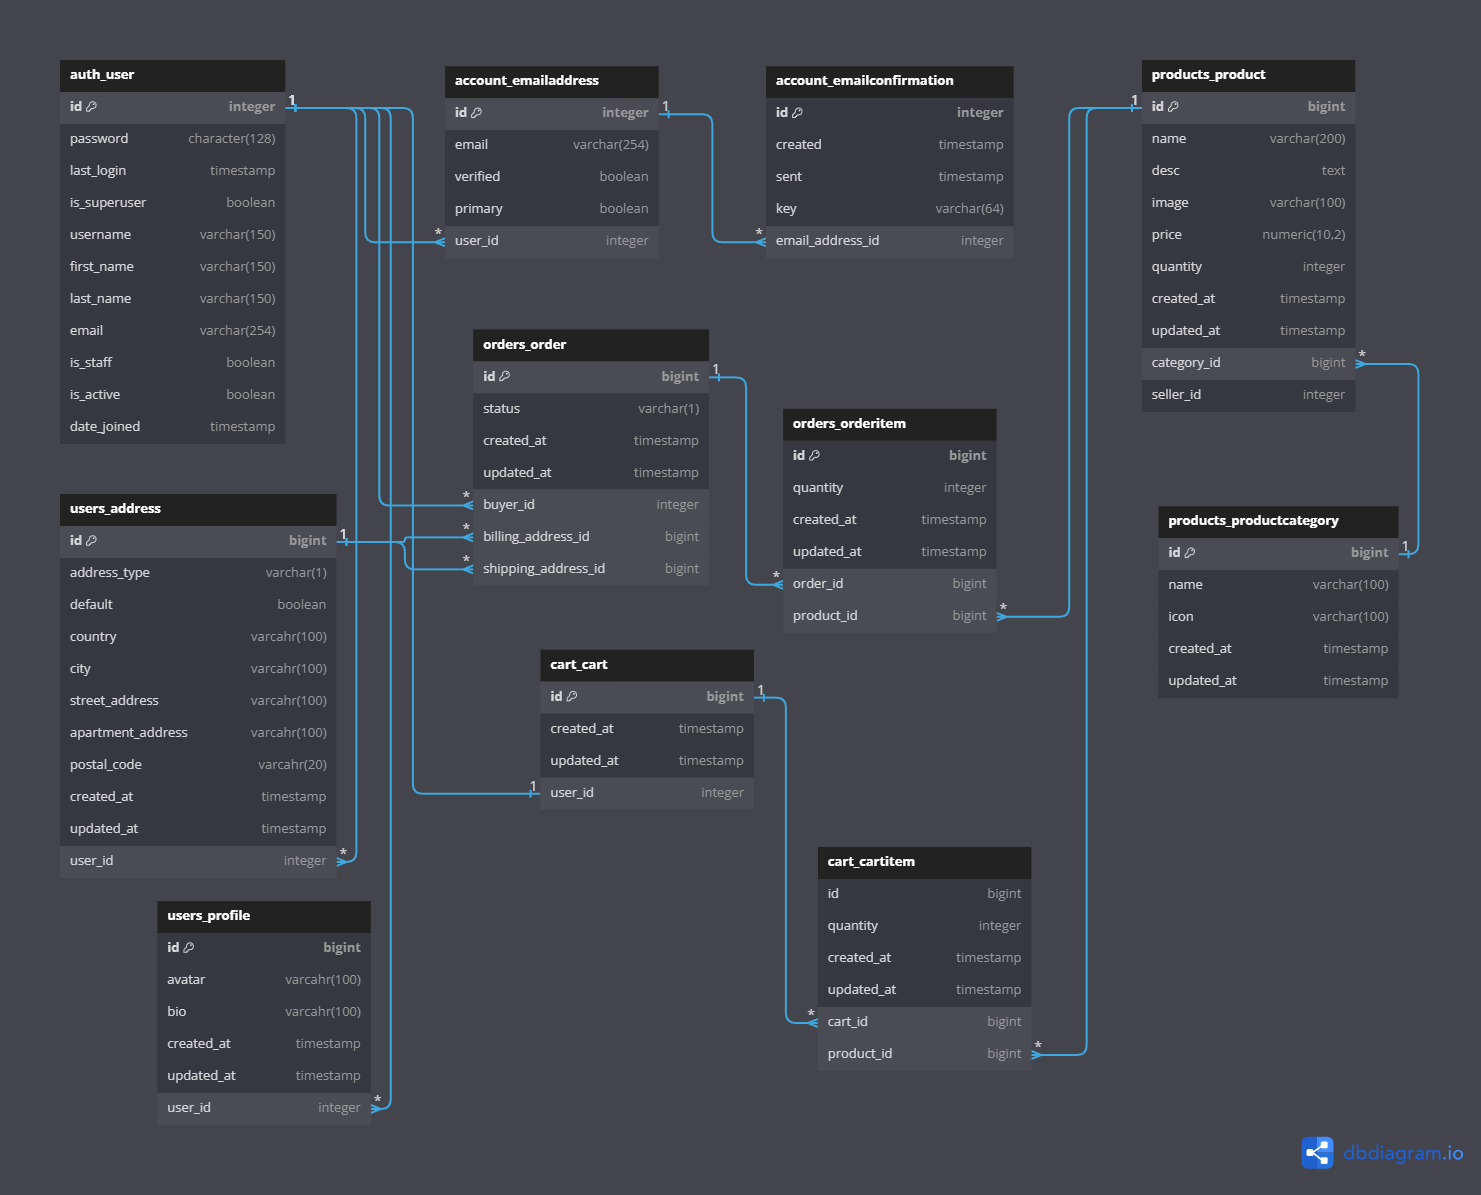 auth_user
id integer
password character(128)
last_login timestamp
is_superuser boolean
username varchar(150)
first_name varchar(150)
last_name varchar(150)
email varchar(254)
is_staff boolean
is_active boolean
date_joined timestamp
1
account_emailaddress
id integer
email varchar(254)
verified boolean
primary boolean
user_id integer
1
*
account_emailconfirmation
id integer
created timestamp
sent timestamp
key varchar(64)
email_address_id integer
*
products_product
id bigint
name varchar(200)
desc text
image varchar(100)
price numeric(10,2)
quantity integer
created_at timestamp
updated_at timestamp
category_id bigint
seller_id integer
1
*
orders_order
id bigint
status varchar(1)
created_at timestamp
updated_at timestamp
buyer_id integer
billing_address_id bigint
shipping_address_id bigint
1
*
*
*
orders_orderitem
id bigint
quantity integer
created_at timestamp
updated_at timestamp
order_id bigint
product_id bigint
*
*
users_address
id bigint
address_type varchar(1)
default boolean
country varcahr(100)
city varcahr(100)
street_address varcahr(100)
apartment_address varcahr(100)
postal_code varcahr(20)
created_at timestamp
updated_at timestamp
user_id integer
1
*
products_productcategory
id bigint
name varchar(100)
icon varchar(100)
created_at timestamp
updated_at timestamp
1
cart_cart
id bigint
created_at timestamp
updated_at timestamp
user_id integer
1
1
cart_cartitem
id bigint
quantity integer
created_at timestamp
updated_at timestamp
cart_id bigint
product_id bigint
*
*
users_profile
id bigint
avatar varcahr(100)
bio varcahr(100)
created_at timestamp
updated_at timestamp
user_id integer
*
dbdiagram.io